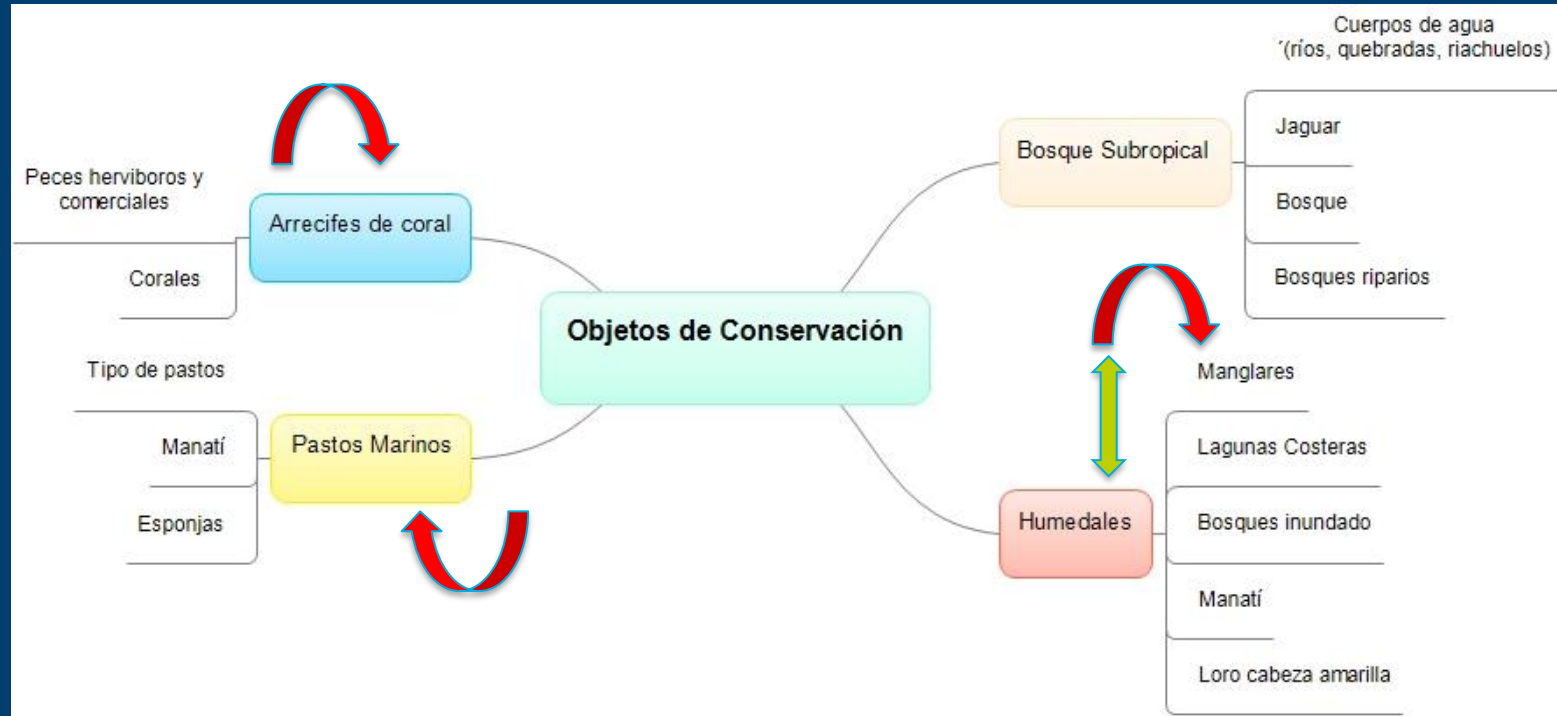 Objetos de Conservación
Arrecifes de coral
Peces herviboros y
comerciales
Corales
Pastos Marinos
Tipo de pastos
Manatí
Esponjas
Bosque Subropical
Cuerpos de agua
´(ríos, quebradas, riachuelos)
Jaguar
Bosque
Bosques riparios
Humedales
Manglares
Lagunas Costeras
Bosques inundado
Manatí
Loro cabeza amarilla